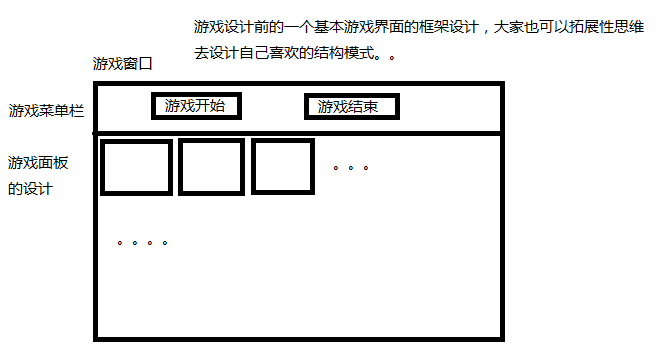 游戏设计前的一个基本游戏界面的框架设计，大家也可以拓展性思维
去设计自己喜欢的结构模式。。
游戏窗口
游戏菜单栏
游戏开始
游戏结束
游戏面板
的设计
。。。
。。。。